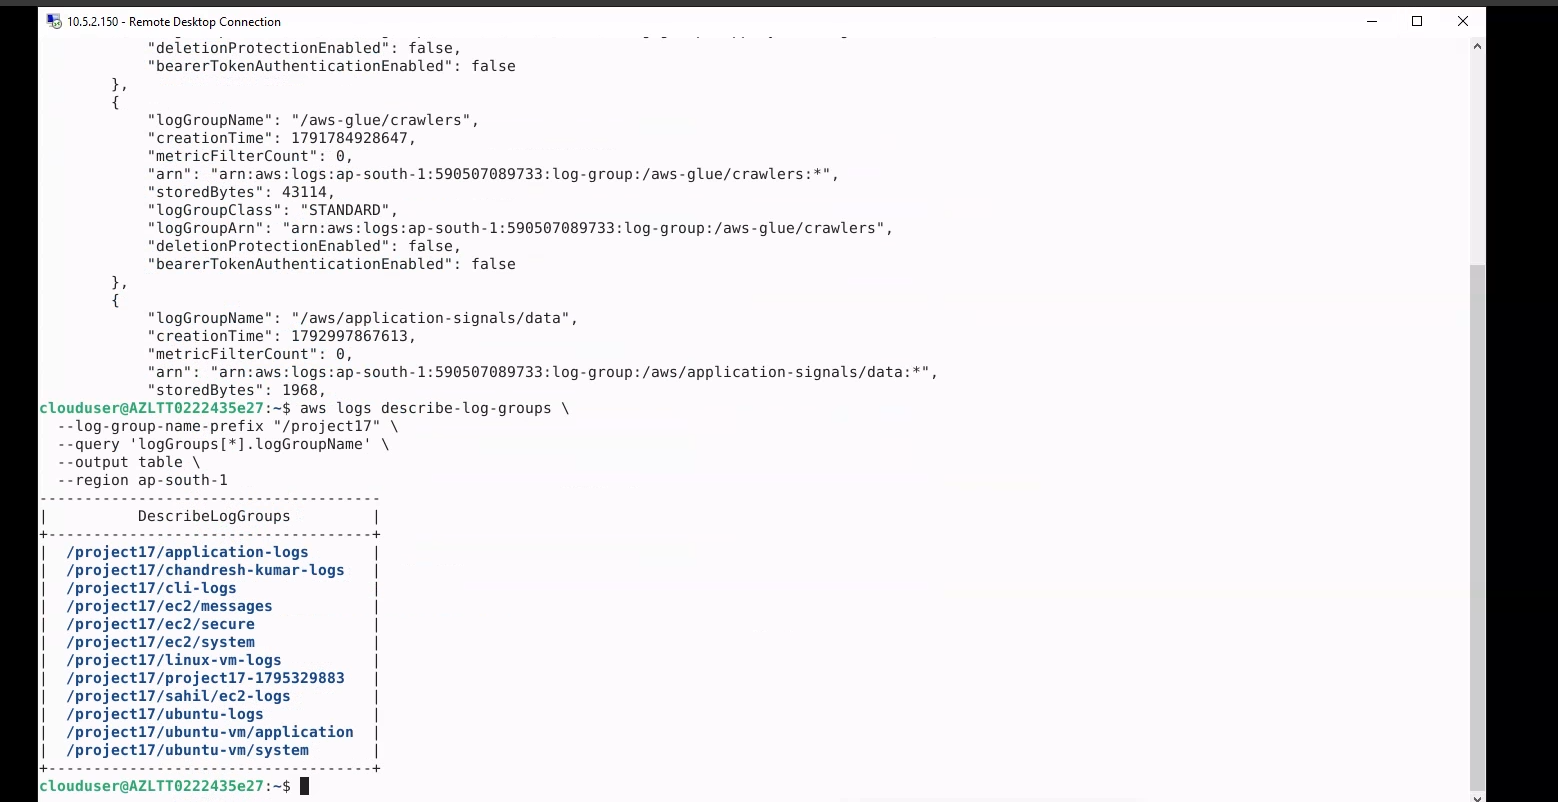 10.5.2.150 - Remote Desktop Connection
            "deletionProtectionEnabled": false,
            "bearerTokenAuthenticationEnabled": false
        },
        {
            "logGroupName": "/aws-glue/crawlers",
            "creationTime": 1791784928647,
            "metricFilterCount": 0,
            "arn": "arn:aws:logs:ap-south-1:590507089733:log-group:/aws-glue/crawlers:*",
            "storedBytes": 43114,
            "logGroupClass": "STANDARD",
            "logGroupArn": "arn:aws:logs:ap-south-1:590507089733:log-group:/aws-glue/crawlers",
            "deletionProtectionEnabled": false,
            "bearerTokenAuthenticationEnabled": false
        },
        {
            "logGroupName": "/aws/application-signals/data",
            "creationTime": 1792997867613,
            "metricFilterCount": 0,
            "arn": "arn:aws:logs:ap-south-1:590507089733:log-group:/aws/application-signals/data:*",
            "storedBytes": 1968,
clouduser@AZLTT0222435e27:~$ aws logs describe-log-groups \
  --log-group-name-prefix "/project17" \
  --query 'logGroups[*].logGroupName' \
  --output table \
  --region ap-south-1
--------------------------------------
|          DescribeLogGroups         |
+------------------------------------+
|  /project17/application-logs       |
|  /project17/chandresh-kumar-logs   |
|  /project17/cli-logs               |
|  /project17/ec2/messages           |
|  /project17/ec2/secure             |
|  /project17/ec2/system             |
|  /project17/linux-vm-logs          |
|  /project17/project17-1795329883   |
|  /project17/sahil/ec2-logs         |
|  /project17/ubuntu-logs            |
|  /project17/ubuntu-vm/application  |
|  /project17/ubuntu-vm/system       |
+------------------------------------+
clouduser@AZLTT0222435e27:~$